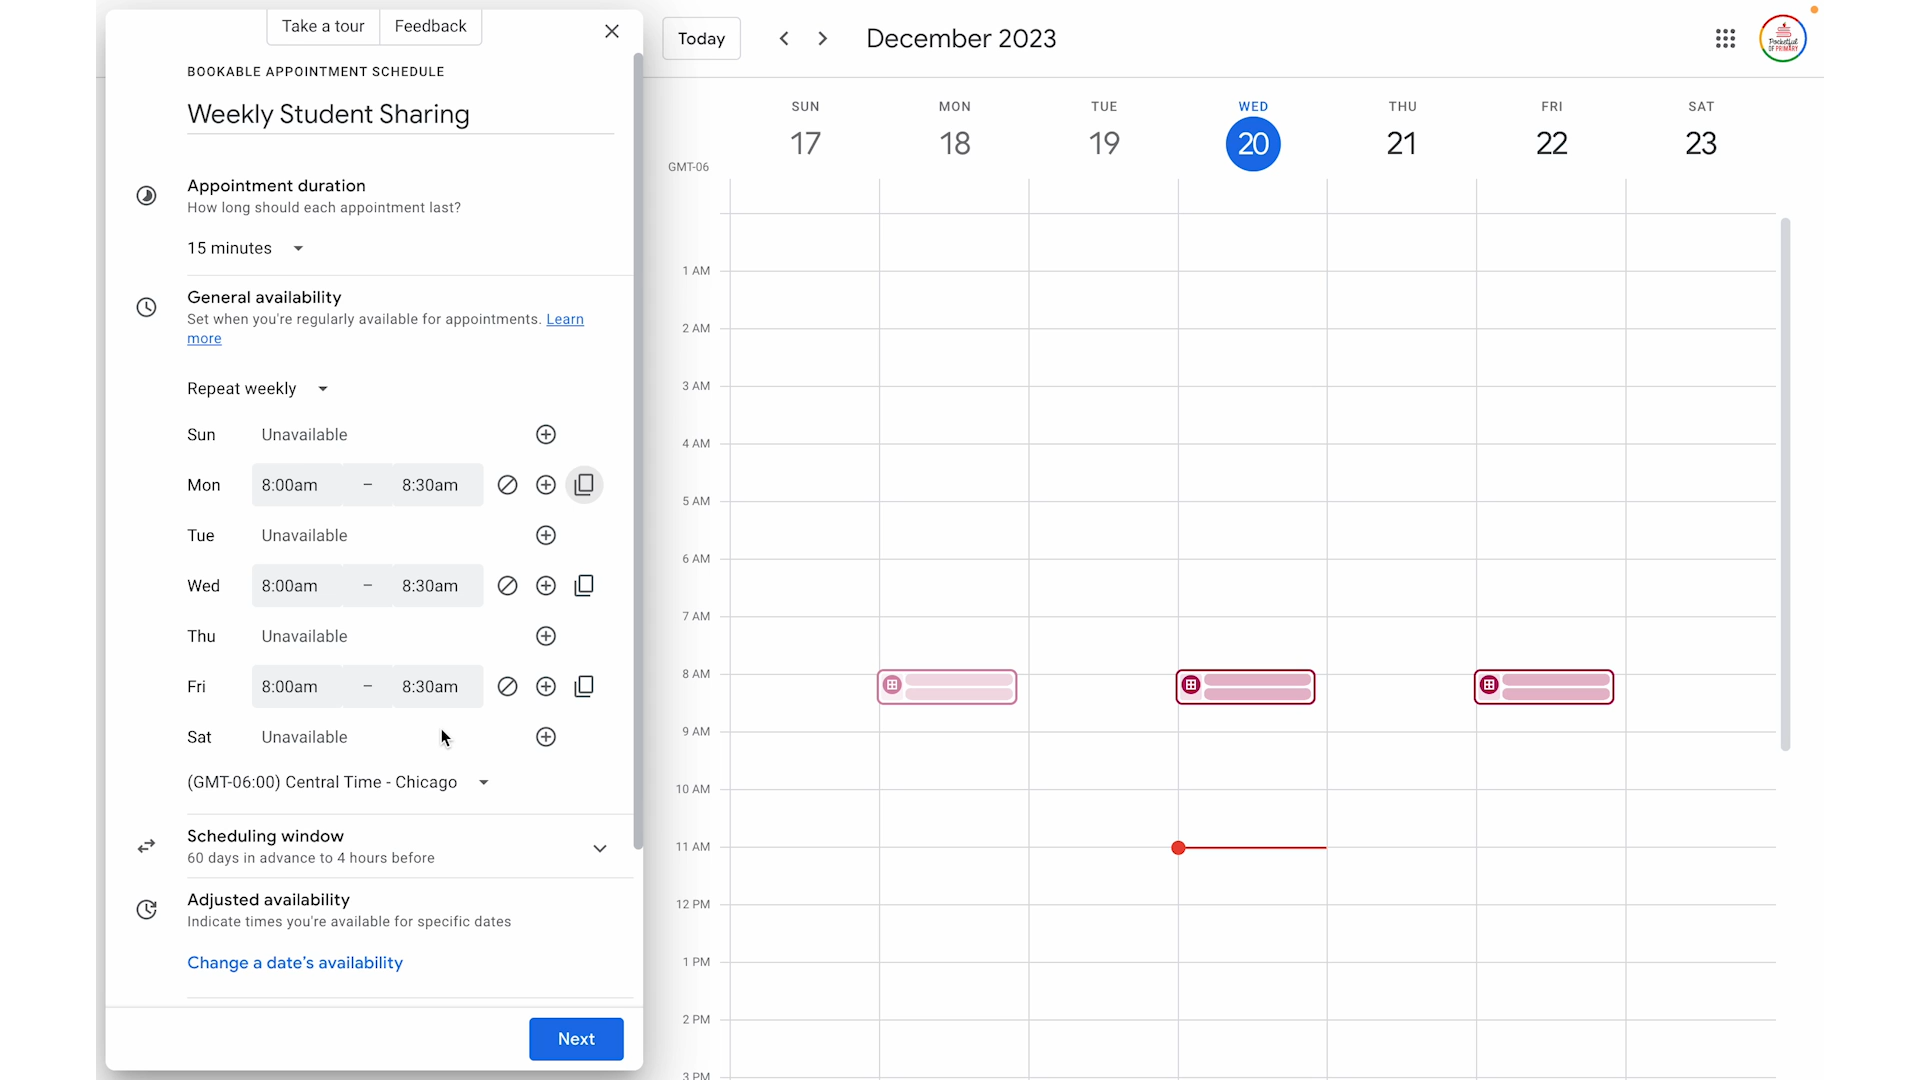 Take a tour
Feedback
BOOKABLE APPOINTMENT SCHEDULE
Weekly Student Sharing
Appointment duration
How long should each appointment last?
15 minutes
General availability
Set when you're regularly available for appointments. Learn
more
Repeat weekly
Sun Unavailable
Mon 8:00am – 8:30am
Tue Unavailable
Wed 8:00am – 8:30am
Thu Unavailable
Fri 8:00am – 8:30am
Sat Unavailable
(GMT-06:00) Central Time - Chicago
Scheduling window
60 days in advance to 4 hours before
Adjusted availability
Indicate times you're available for specific dates
Change a date's availability
Next
Today
December 2023
Pocketful
OF PRIMARY
SUN MON TUE WED THU FRI SAT
17 18 19 20 21 22 23
GMT-06
1 AM
2 AM
3 AM
4 AM
5 AM
6 AM
7 AM
8 AM
9 AM
10 AM
11 AM
12 PM
1 PM
2 PM
3 PM